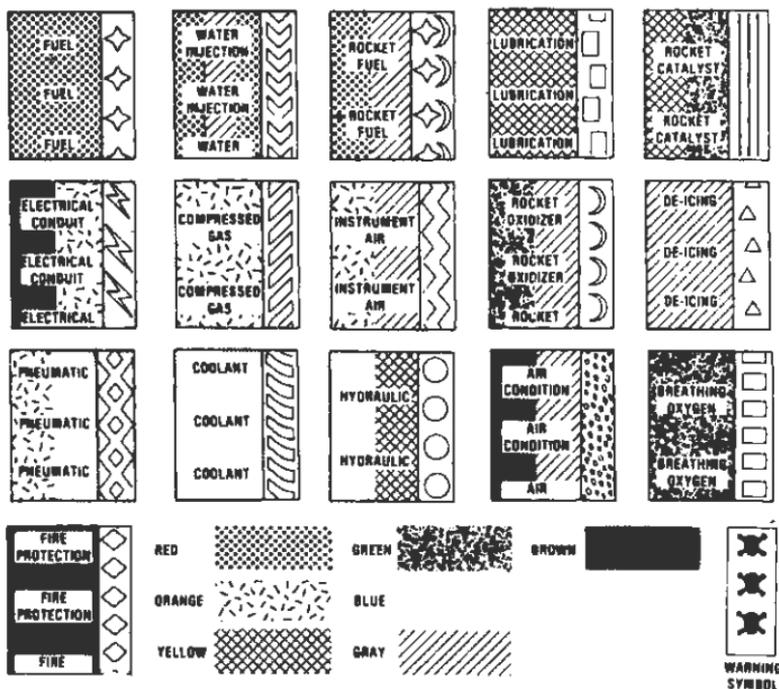 FUEL
FUEL
FUEL
WATER
INJECTION
WATER
INJECTION
WATER
ROCKET
FUEL
ROCKET
FUEL
LUBRICATION
LUBRICATION
LUBRICATION
ROCKET
CATALYST
ROCKET
CATALYST
ELECTRICAL
CONDUIT
ELECTRICAL
CONDUIT
ELECTRICAL
COMPRESSED
GAS
COMPRESSED
GAS
INSTRUMENT
AIR
INSTRUMENT
AIR
ROCKET
OXIDIZER
ROCKET
OXIDIZER
ROCKET
DE-ICING
DE-ICING
DE-ICING
PNEUMATIC
PNEUMATIC
PNEUMATIC
COOLANT
COOLANT
COOLANT
HYDRAULIC
HYDRAULIC
AIR
CONDITION
AIR
CONDITION
AIR
BREATHING
OXYGEN
BREATHING
OXYGEN
FIRE
PROTECTION
FIRE
PROTECTION
FIRE
RED
GREEN
BROWN
ORANGE
BLUE
YELLOW
GRAY
WARNING
SYMBOL